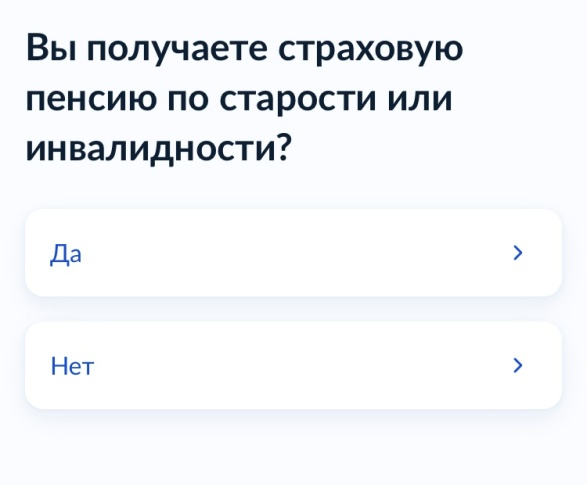 Вы получаете страховую
пенсию по старости или
инвалидности?
Да
Нет